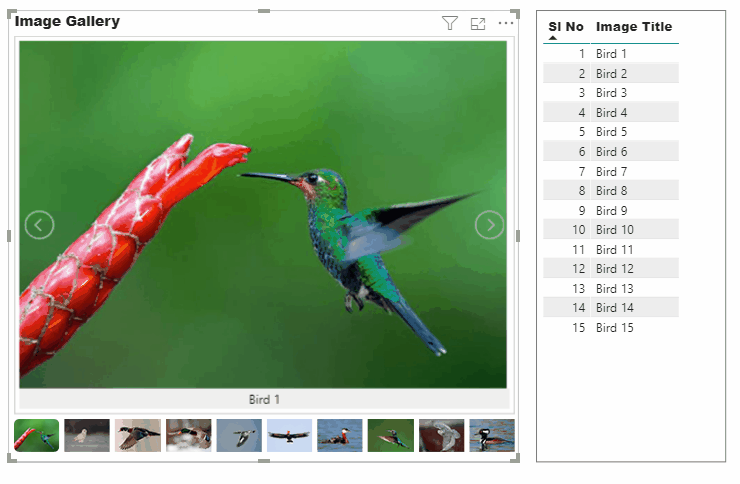 Image Gallery
Bird 1
Sl No Image Title
1 Bird 1
2 Bird 2
3 Bird 3
4 Bird 4
5 Bird 5
6 Bird 6
7 Bird 7
8 Bird 8
9 Bird 9
10 Bird 10
11 Bird 11
12 Bird 12
13 Bird 13
14 Bird 14
15 Bird 15